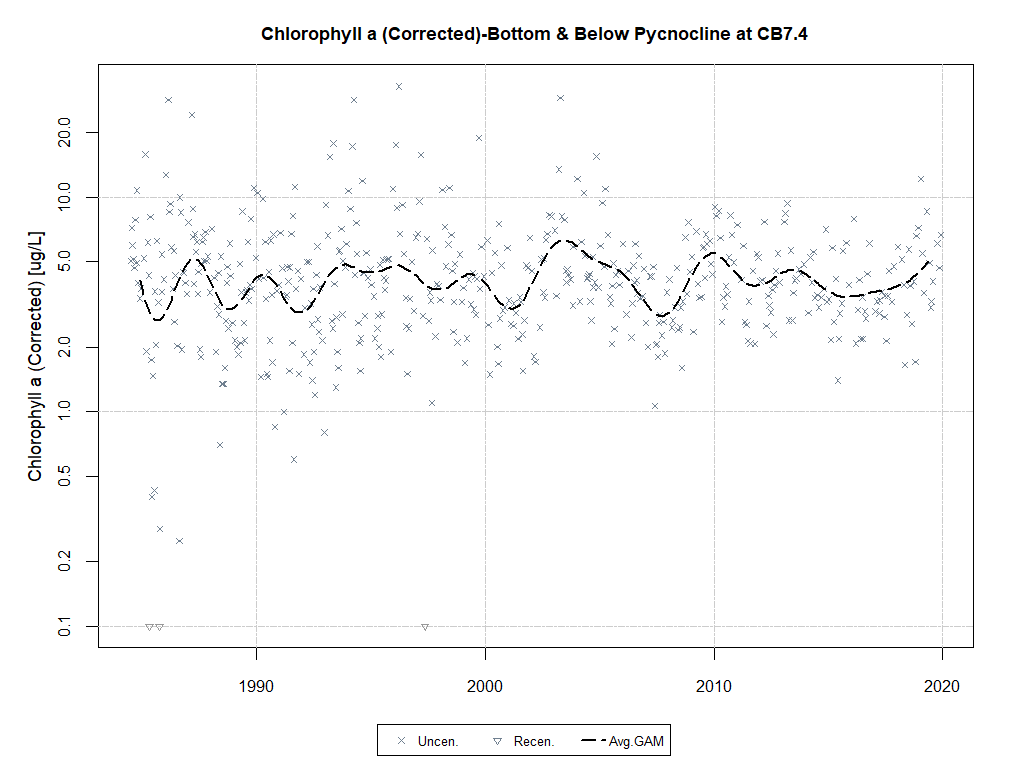 Chlorophyll a (Corrected)-Bottom & Below Pycnocline at CB7.4
Chlorophyll a (Corrected) [ug/L]
20.0
10.0
5.0
2.0
1.0
0.5
0.2
0.1
1990
2000
2010
2020
Uncen.
Recen.
Avg.GAM